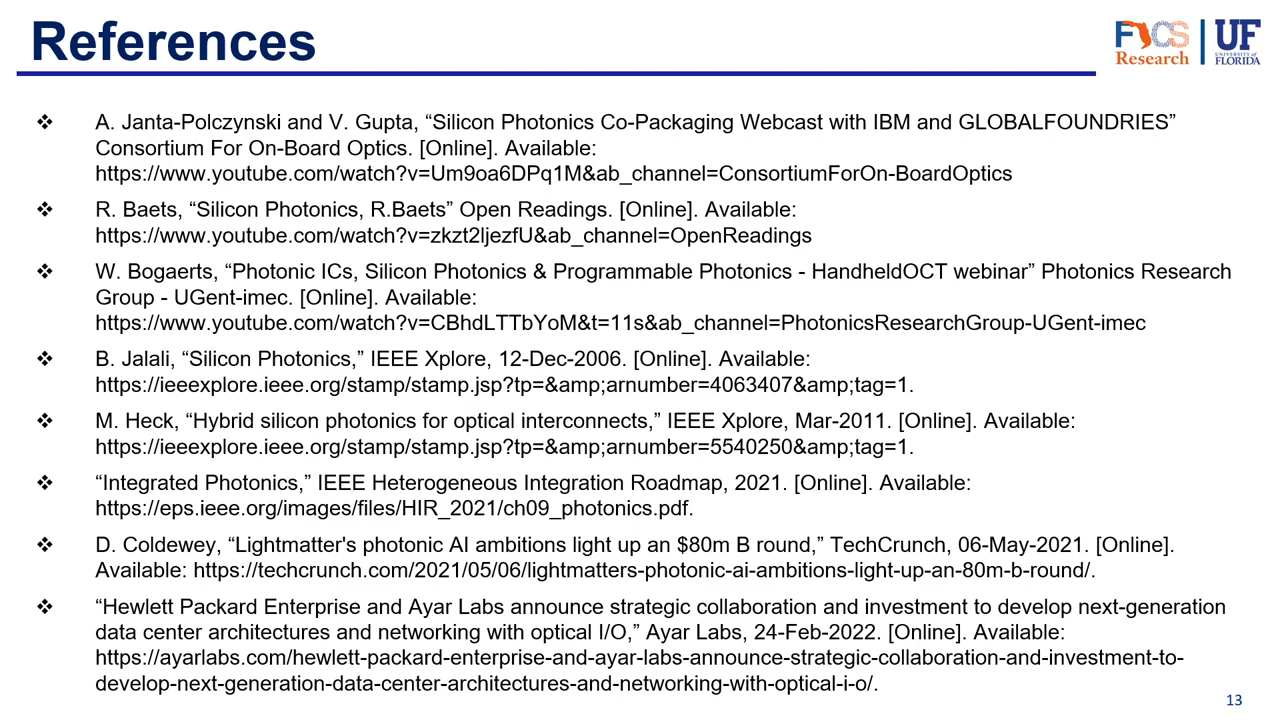 References
FICS
Research
UF
UNIVERSITY of
FLORIDA
❖ A. Janta-Polczynski and V. Gupta, “Silicon Photonics Co-Packaging Webcast with IBM and GLOBALFOUNDRIES”
Consortium For On-Board Optics. [Online]. Available:
https://www.youtube.com/watch?v=Um9oa6DPq1M&ab_channel=ConsortiumForOn-BoardOptics
❖ R. Baets, “Silicon Photonics, R.Baets” Open Readings. [Online]. Available:
https://www.youtube.com/watch?v=zkzt2ljezfU&ab_channel=OpenReadings
❖ W. Bogaerts, “Photonic ICs, Silicon Photonics & Programmable Photonics - HandheldOCT webinar” Photonics Research
Group - UGent-imec. [Online]. Available:
https://www.youtube.com/watch?v=CBhdLTTbYoM&t=11s&ab_channel=PhotonicsResearchGroup-UGent-imec
❖ B. Jalali, “Silicon Photonics,” IEEE Xplore, 12-Dec-2006. [Online]. Available:
https://ieeexplore.ieee.org/stamp/stamp.jsp?tp=&amp;arnumber=4063407&amp;tag=1.
❖ M. Heck, “Hybrid silicon photonics for optical interconnects,” IEEE Xplore, Mar-2011. [Online]. Available:
https://ieeexplore.ieee.org/stamp/stamp.jsp?tp=&amp;arnumber=5540250&amp;tag=1.
❖ “Integrated Photonics,” IEEE Heterogeneous Integration Roadmap, 2021. [Online]. Available:
https://eps.ieee.org/images/files/HIR_2021/ch09_photonics.pdf.
❖ D. Coldewey, “Lightmatter's photonic AI ambitions light up an $80m B round,” TechCrunch, 06-May-2021. [Online].
Available: https://techcrunch.com/2021/05/06/lightmatters-photonic-ai-ambitions-light-up-an-80m-b-round/.
❖ “Hewlett Packard Enterprise and Ayar Labs announce strategic collaboration and investment to develop next-generation
data center architectures and networking with optical I/O,” Ayar Labs, 24-Feb-2022. [Online]. Available:
https://ayarlabs.com/hewlett-packard-enterprise-and-ayar-labs-announce-strategic-collaboration-and-investment-to-
develop-next-generation-data-center-architectures-and-networking-with-optical-i-o/.
13